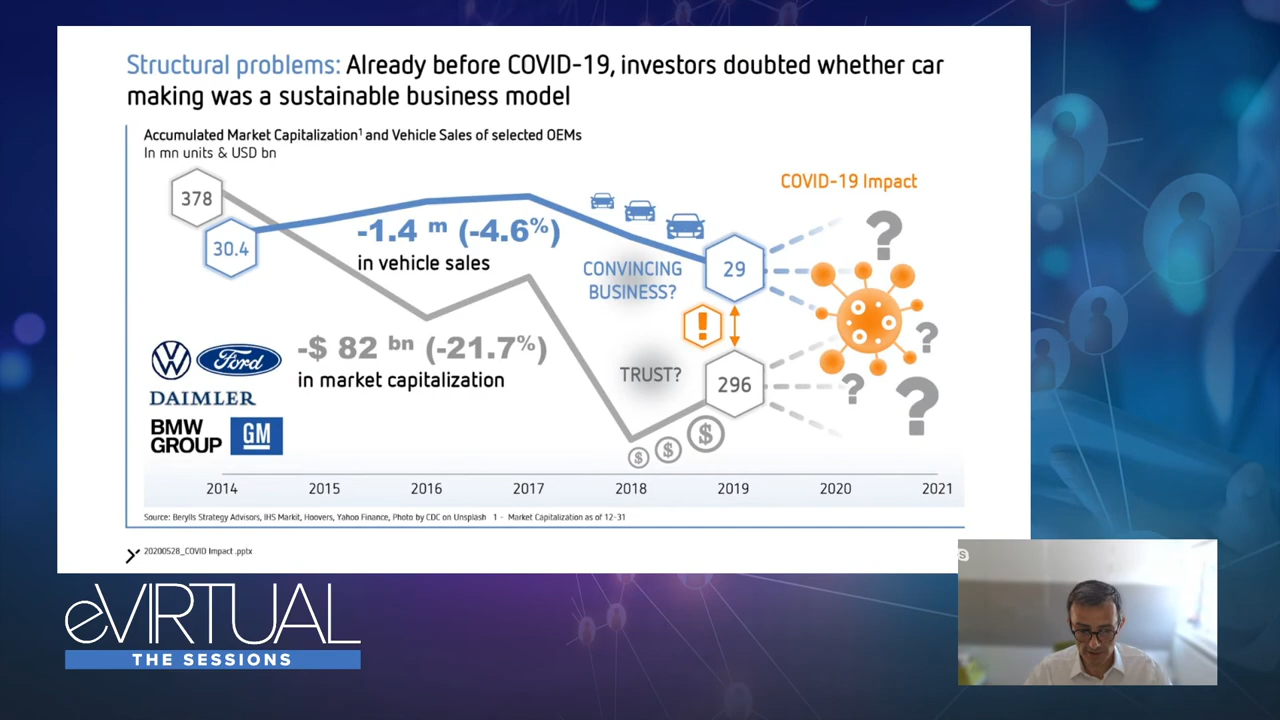 Structural problems: Already before COVID-19, investors doubted whether car
making was a sustainable business model
Accumulated Market Capitalization¹ and Vehicle Sales of selected OEMs
In mn units & USD bn
COVID-19 Impact
378
30.4
-1.4 m (-4.6%)
in vehicle sales
CONVINCING
BUSINESS?
29
?
!
-$ 82 bn (-21.7%)
in market capitalization
TRUST?
296
?
?
?
VW
Ford
DAIMLER
BMW
GROUP
GM
$
$
$
2014 2015 2016 2017 2018 2019 2020 2021
Source: Berylls Strategy Advisors, IHS Markit, Hoovers, Yahoo Finance, Photo by CDC on Unsplash 1 - Market Capitalization as of 12-31
20200528_COVID Impact .pptx
s
eVIRTUAL
THE SESSIONS